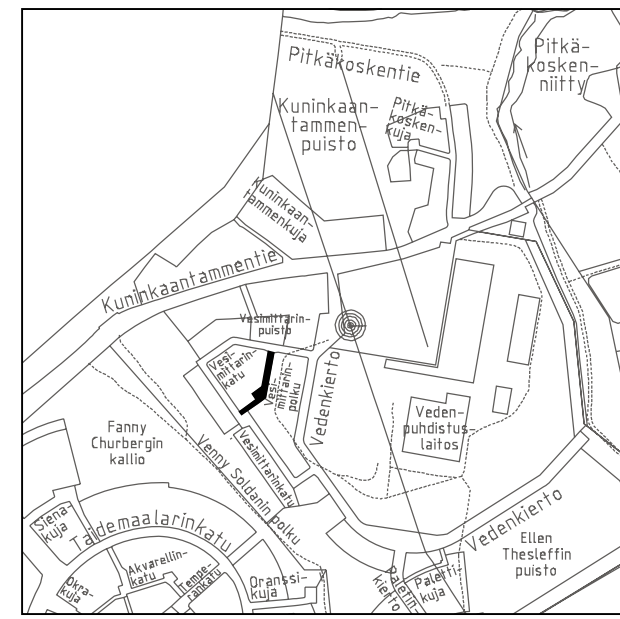 Pitkäkoskentie
Pitkä-
kosken-
niitty
Kuninkaan-
tammen-
puisto
Pitkä-
kosken-
kuja
Kuninkaan-
tammenkuja
Kuninkaantammentie
Vesimittarin-
puisto
Vesi-
mittarin-
katu
Vesi-
mittarin-
polku
Vedenkierto
Veden-
puhdistus-
laitos
Fanny
Churbergin
kallio
Vesimittarinkatu
Venny Soldanin polku
Siena-
kuja
Taidemaalarinkatu
Vedenkierto
Ellen
Thesleffin
puisto
Akvarellin-
katu
Tempe-
rankatu
Okra-
kuja
Oranssi-
kuja
Paletin-
kierto
Paletti-
kuja